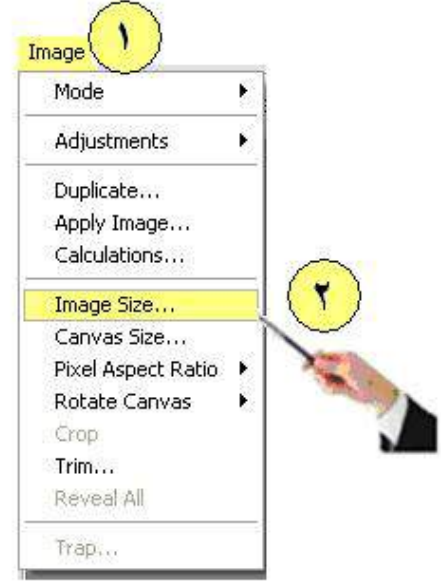 ١
Image
Mode
Adjustments
Duplicate...
Apply Image...
Calculations...
٢
Image Size...
Canvas Size...
Pixel Aspect Ratio
Rotate Canvas
Crop
Trim...
Reveal All
Trap...